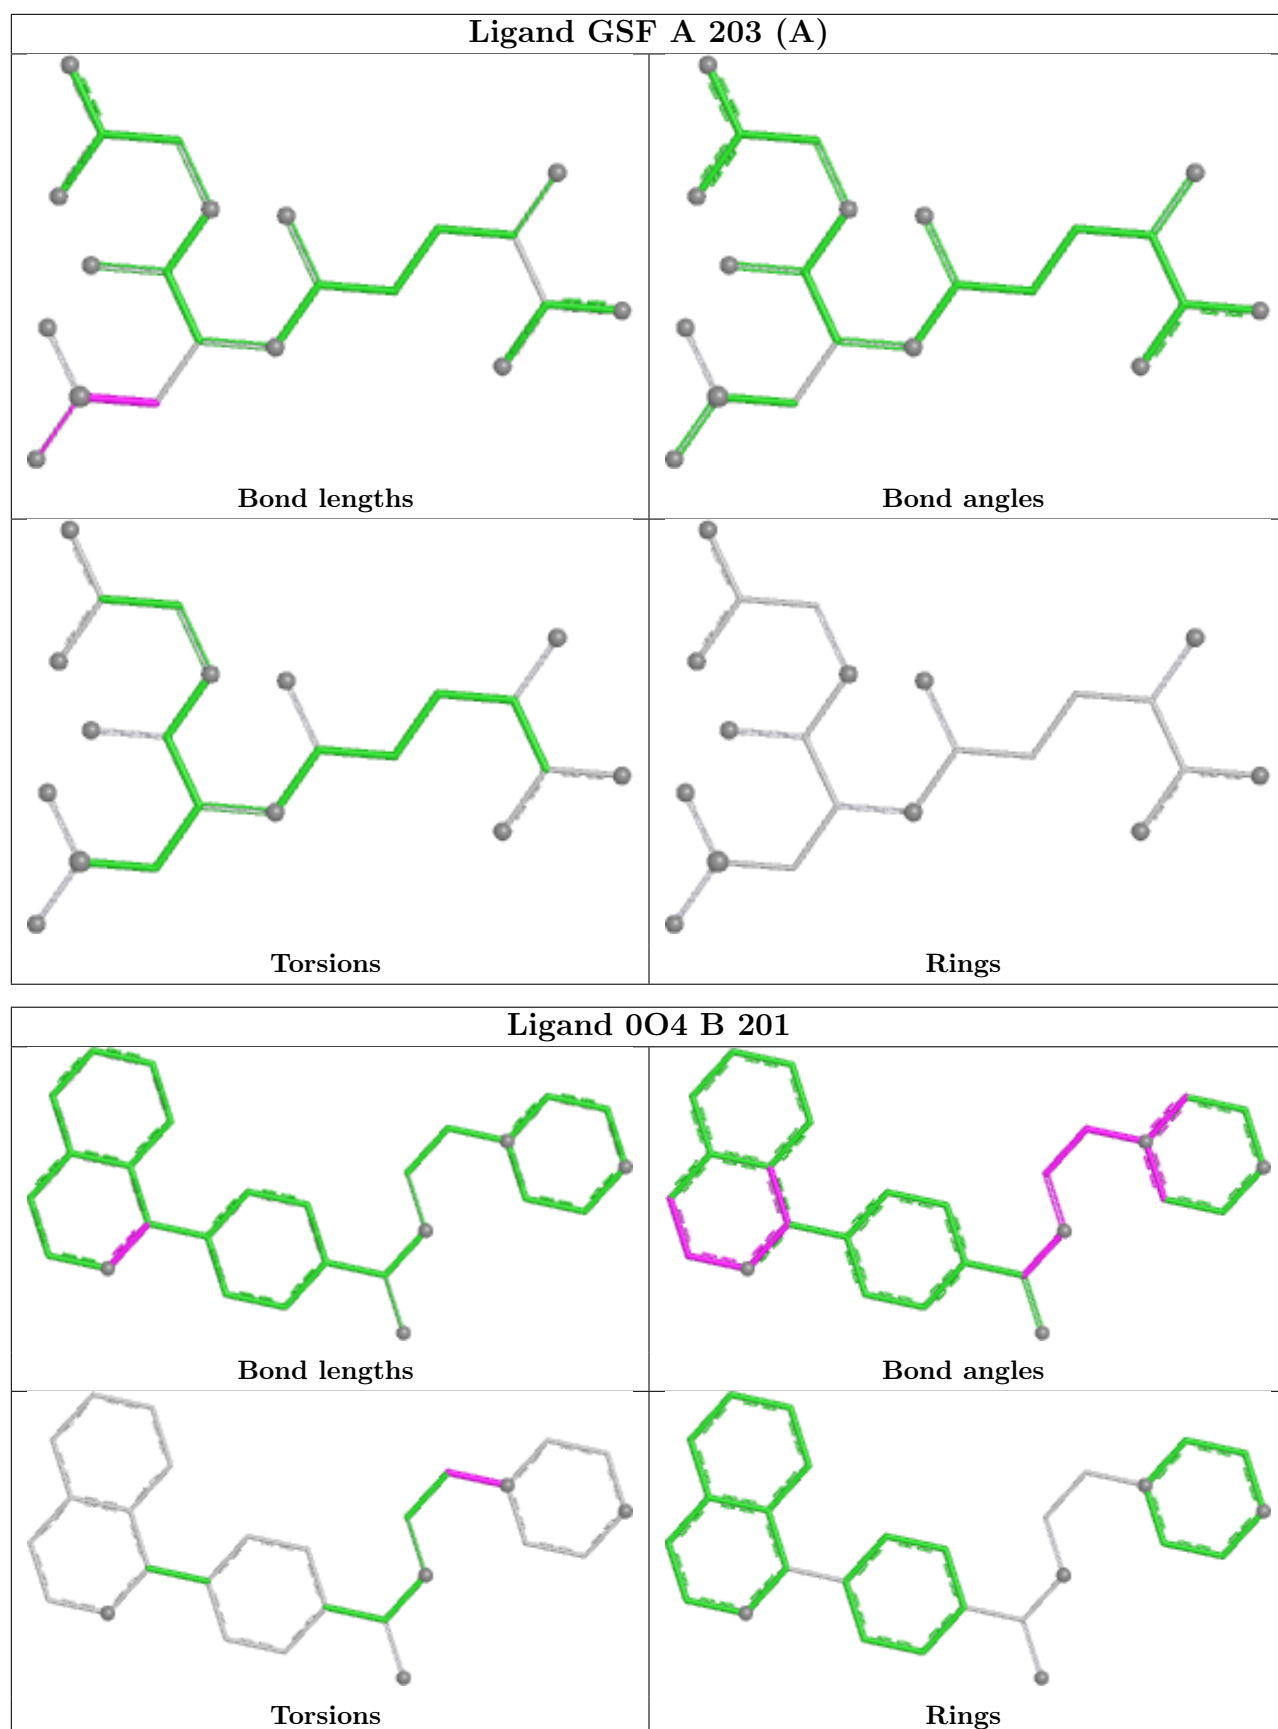 Ligand GSF A 203 (A)
Bond lengths
Bond angles
Torsions
Rings
Ligand 0O4 B 201
Bond lengths
Bond angles
Torsions
Rings